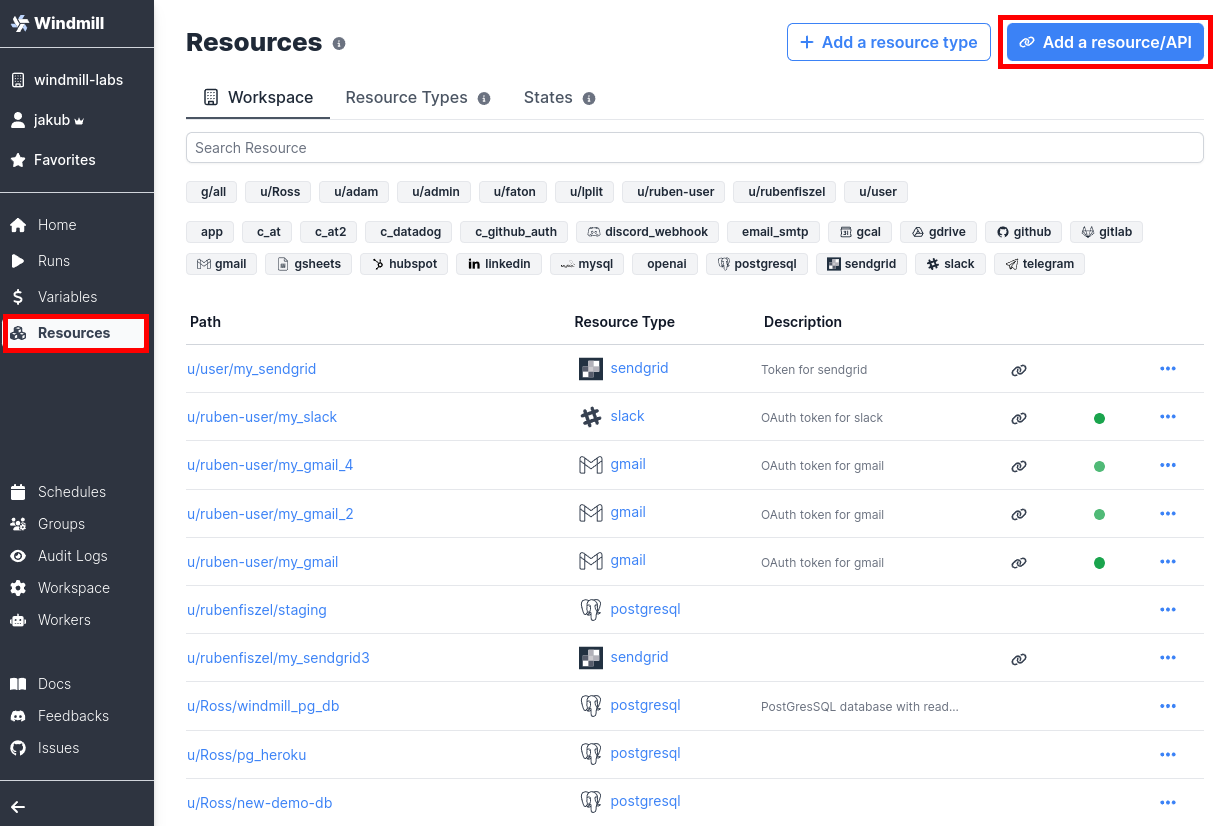 Windmill
windmill-labs
jakub
Favorites
Home
Runs
Variables
Resources
Schedules
Groups
Audit Logs
Workspace
Workers
Docs
Feedbacks
Issues
Resources
+ Add a resource type
Add a resource/API
Workspace Resource Types States
Search Resource
g/all u/Ross u/adam u/admin u/faton u/lplit u/ruben-user u/rubenfiszel u/user
app c_at c_at2 c_datadog c_github_auth discord_webhook email_smtp gcal gdrive github gitlab
gmail gsheets hubspot linkedin mysql openai postgresql sendgrid slack telegram
Path Resource Type Description
u/user/my_sendgrid sendgrid Token for sendgrid
u/ruben-user/my_slack slack OAuth token for slack
u/ruben-user/my_gmail_4 gmail OAuth token for gmail
u/ruben-user/my_gmail_2 gmail OAuth token for gmail
u/ruben-user/my_gmail gmail OAuth token for gmail
u/rubenfiszel/staging postgresql
u/rubenfiszel/my_sendgrid3 sendgrid
u/Ross/windmill_pg_db postgresql PostGresSQL database with read...
u/Ross/pg_heroku postgresql
u/Ross/new-demo-db postgresql